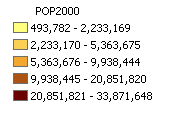 POP2000
493,782 - 2,233,169
2,233,170 - 5,363,675
5,363,676 - 9,938,444
9,938,445 - 20,851,820
20,851,821 - 33,871,648